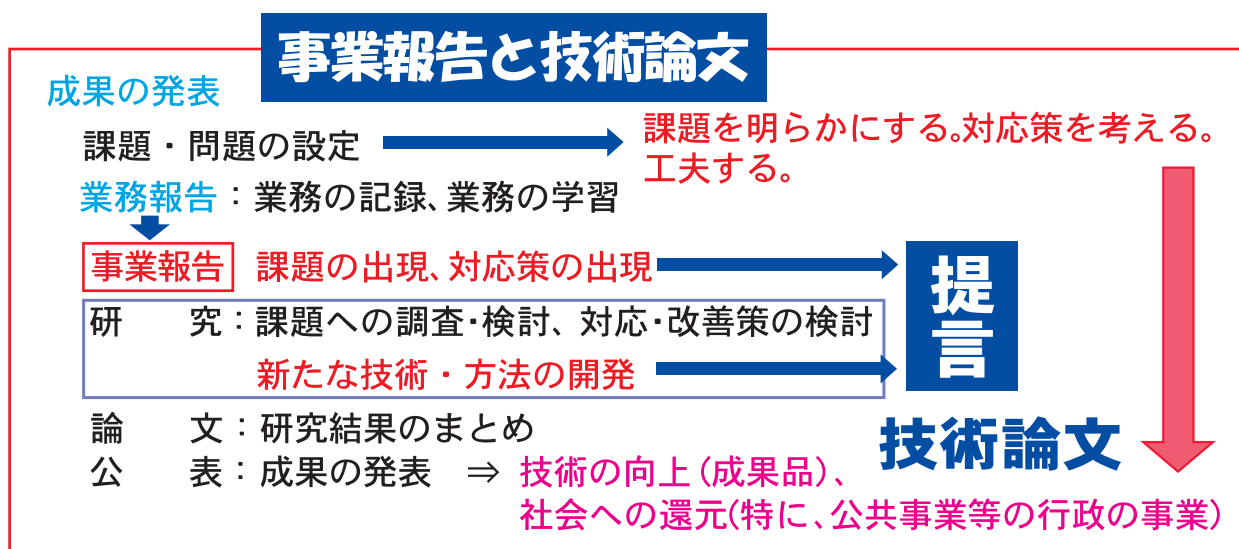 事業報告と技術論文
成果の発表
課題・問題の設定
課題を明らかにする。対応策を考える。
工夫する。
業務報告：業務の記録、業務の学習
事業報告 課題の出現、対応策の出現
提言
研　究：課題への調査・検討、対応・改善策の検討
新たな技術・方法の開発
論　文：研究結果のまとめ
技術論文
公　表：成果の発表 ⇒ 技術の向上(成果品)、
社会への還元(特に、公共事業等の行政の事業)